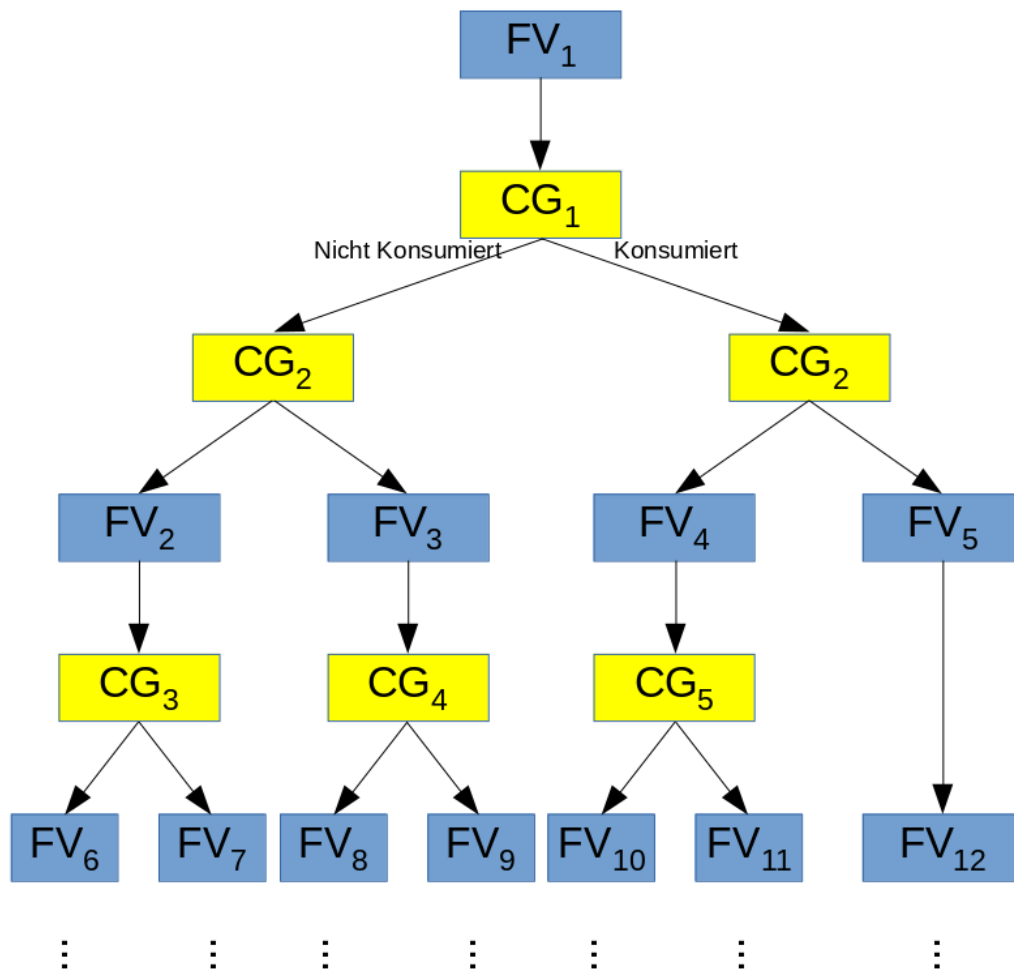 FV₁
CG₁
Nicht Konsumiert Konsumiert
CG₂ CG₂
FV₂ FV₃ FV₄ FV₅
CG₃ CG₄ CG₅
FV₆ FV₇ FV₈ FV₉ FV₁₀ FV₁₁ FV₁₂
⋮ ⋮ ⋮ ⋮ ⋮ ⋮ ⋮